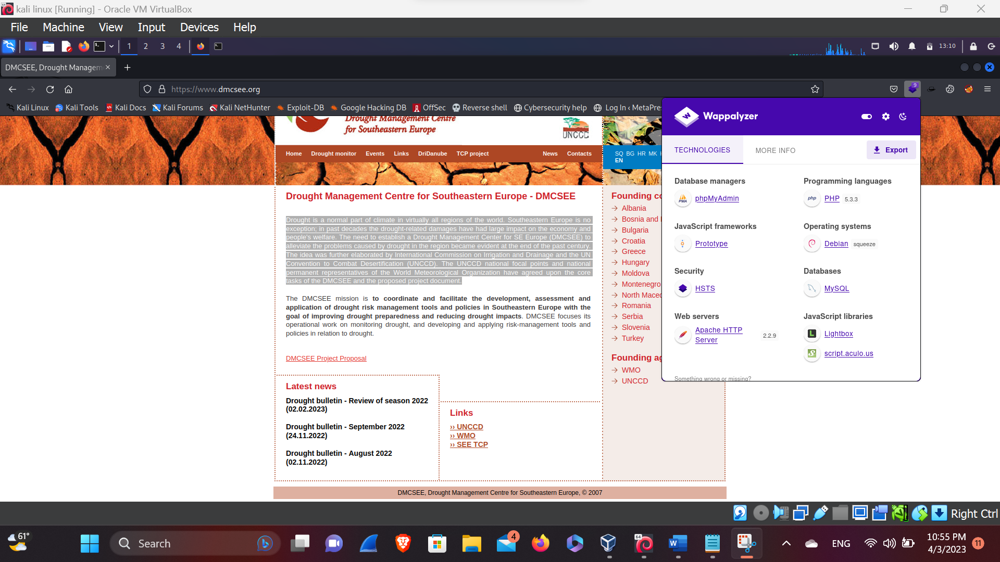 kali linux [Running] - Oracle VM VirtualBox
File Machine View Input Devices Help
1 2 3 4
13:10
DMCSEE, Drought Managem
https://www.dmcsee.org
9
Kali Linux Kali Tools Kali Docs Kali Forums Kali NetHunter Exploit-DB Google Hacking DB OffSec Reverse shell Cybersecurity help Log In ‹ MetaPres
Drought Management Centre
for Southeastern Europe
UNCCD
Home Drought monitor Events Links DriDanube TCP project News Contacts
SQ BG HR MK
EN
Drought Management Centre for Southeastern Europe - DMCSEE
Drought is a normal part of climate in virtually all regions of the world. Southeastern Europe is no
exception; in past decades the drought-related damages have had large impact on the economy and
people's welfare. The need to establish a Drought Management Center for SE Europe (DMCSEE) to
alleviate the problems caused by drought in the region became evident at the end of the past century.
The idea was further elaborated by International Commission on Irrigation and Drainage and the UN
Convention to Combat Desertification (UNCCD). The UNCCD national focal points and national
permanent representatives of the World Meteorological Organization have agreed upon the core
tasks of the DMCSEE and the proposed project document.
The DMCSEE mission is to coordinate and facilitate the development, assessment and
application of drought risk management tools and policies in Southeastern Europe with the
goal of improving drought preparedness and reducing drought impacts. DMCSEE focuses its
operational work on monitoring drought, and developing and applying risk-management tools and
policies in relation to drought.
DMCSEE Project Proposal
Latest news
Drought bulletin - Review of season 2022
(02.02.2023)
Drought bulletin - September 2022
(24.11.2022)
Drought bulletin - August 2022
(02.11.2022)
Links
›› UNCCD
›› WMO
›› SEE TCP
Founding co
Albania
Bosnia and
Bulgaria
Croatia
Greece
Hungary
Moldova
Montenegro
North Maced
Romania
Serbia
Slovenia
Turkey
Founding ag
WMO
UNCCD
Wappalyzer
TECHNOLOGIES MORE INFO Export
Database managers
PMA phpMyAdmin
JavaScript frameworks
Prototype
Security
HSTS
Web servers
Apache HTTP
Server 2.2.9
Programming languages
php PHP 5.3.3
Operating systems
Debian squeeze
Databases
MySQL
JavaScript libraries
Lightbox
script.aculo.us
Something wrong or missing?
DMCSEE, Drought Management Centre for Southeastern Europe, © 2007
Right Ctrl
61°
Search
4
64
ENG
10:55 PM
4/3/2023
11